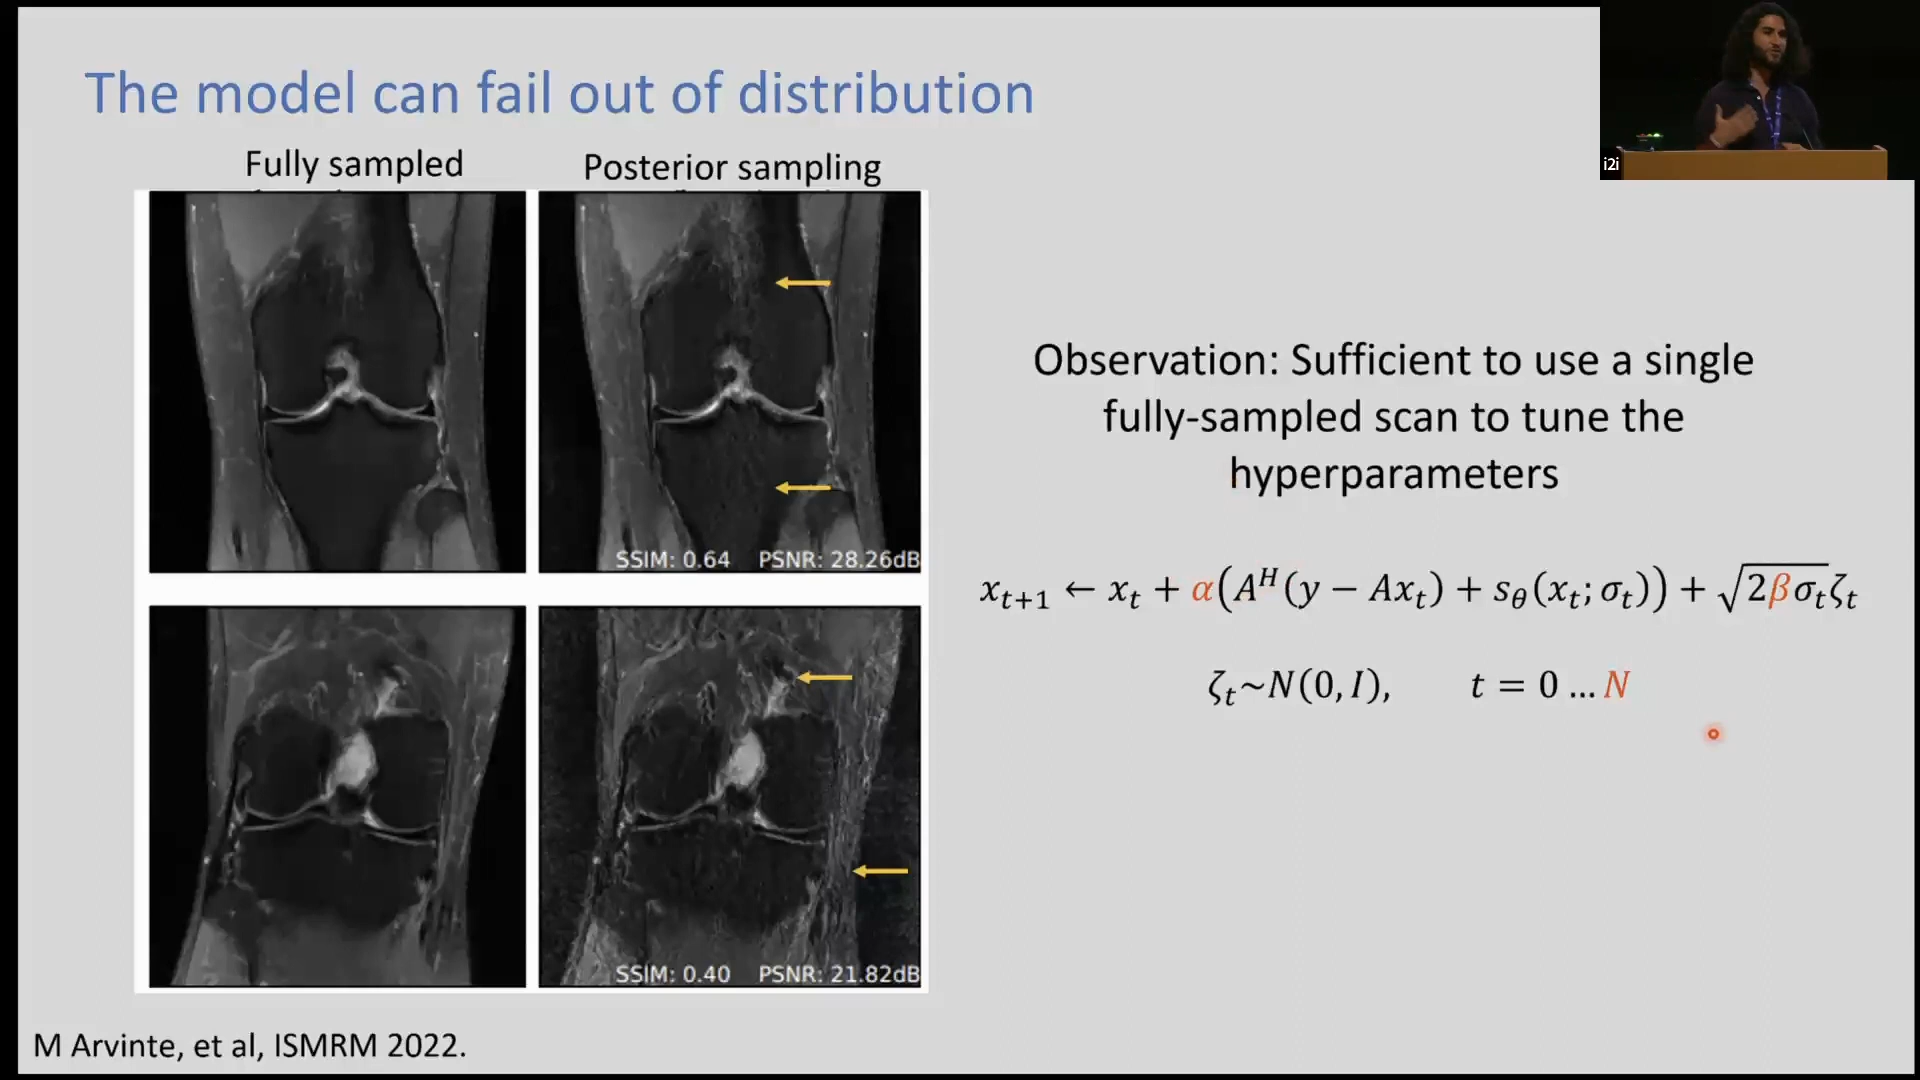 The model can fail out of distribution
Fully sampled
Posterior sampling
SSIM: 0.64 PSNR: 28.26dB
SSIM: 0.40 PSNR: 21.82dB
Observation: Sufficient to use a single
fully-sampled scan to tune the
hyperparameters
x_{t+1} ← x_t + α(A^H(y − Ax_t) + s_θ(x_t; σ_t)) + √(2βσ_t)ζ_t
ζ_t~N(0, I), t = 0 … N
M Arvinte, et al, ISMRM 2022.
i2i